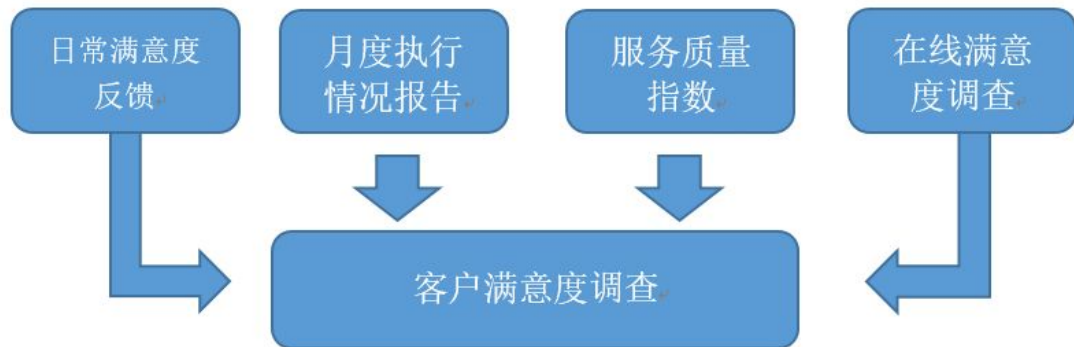 日常满意度
反馈
月度执行
情况报告
服务质量
指数
在线满意
度调查
客户满意度调查